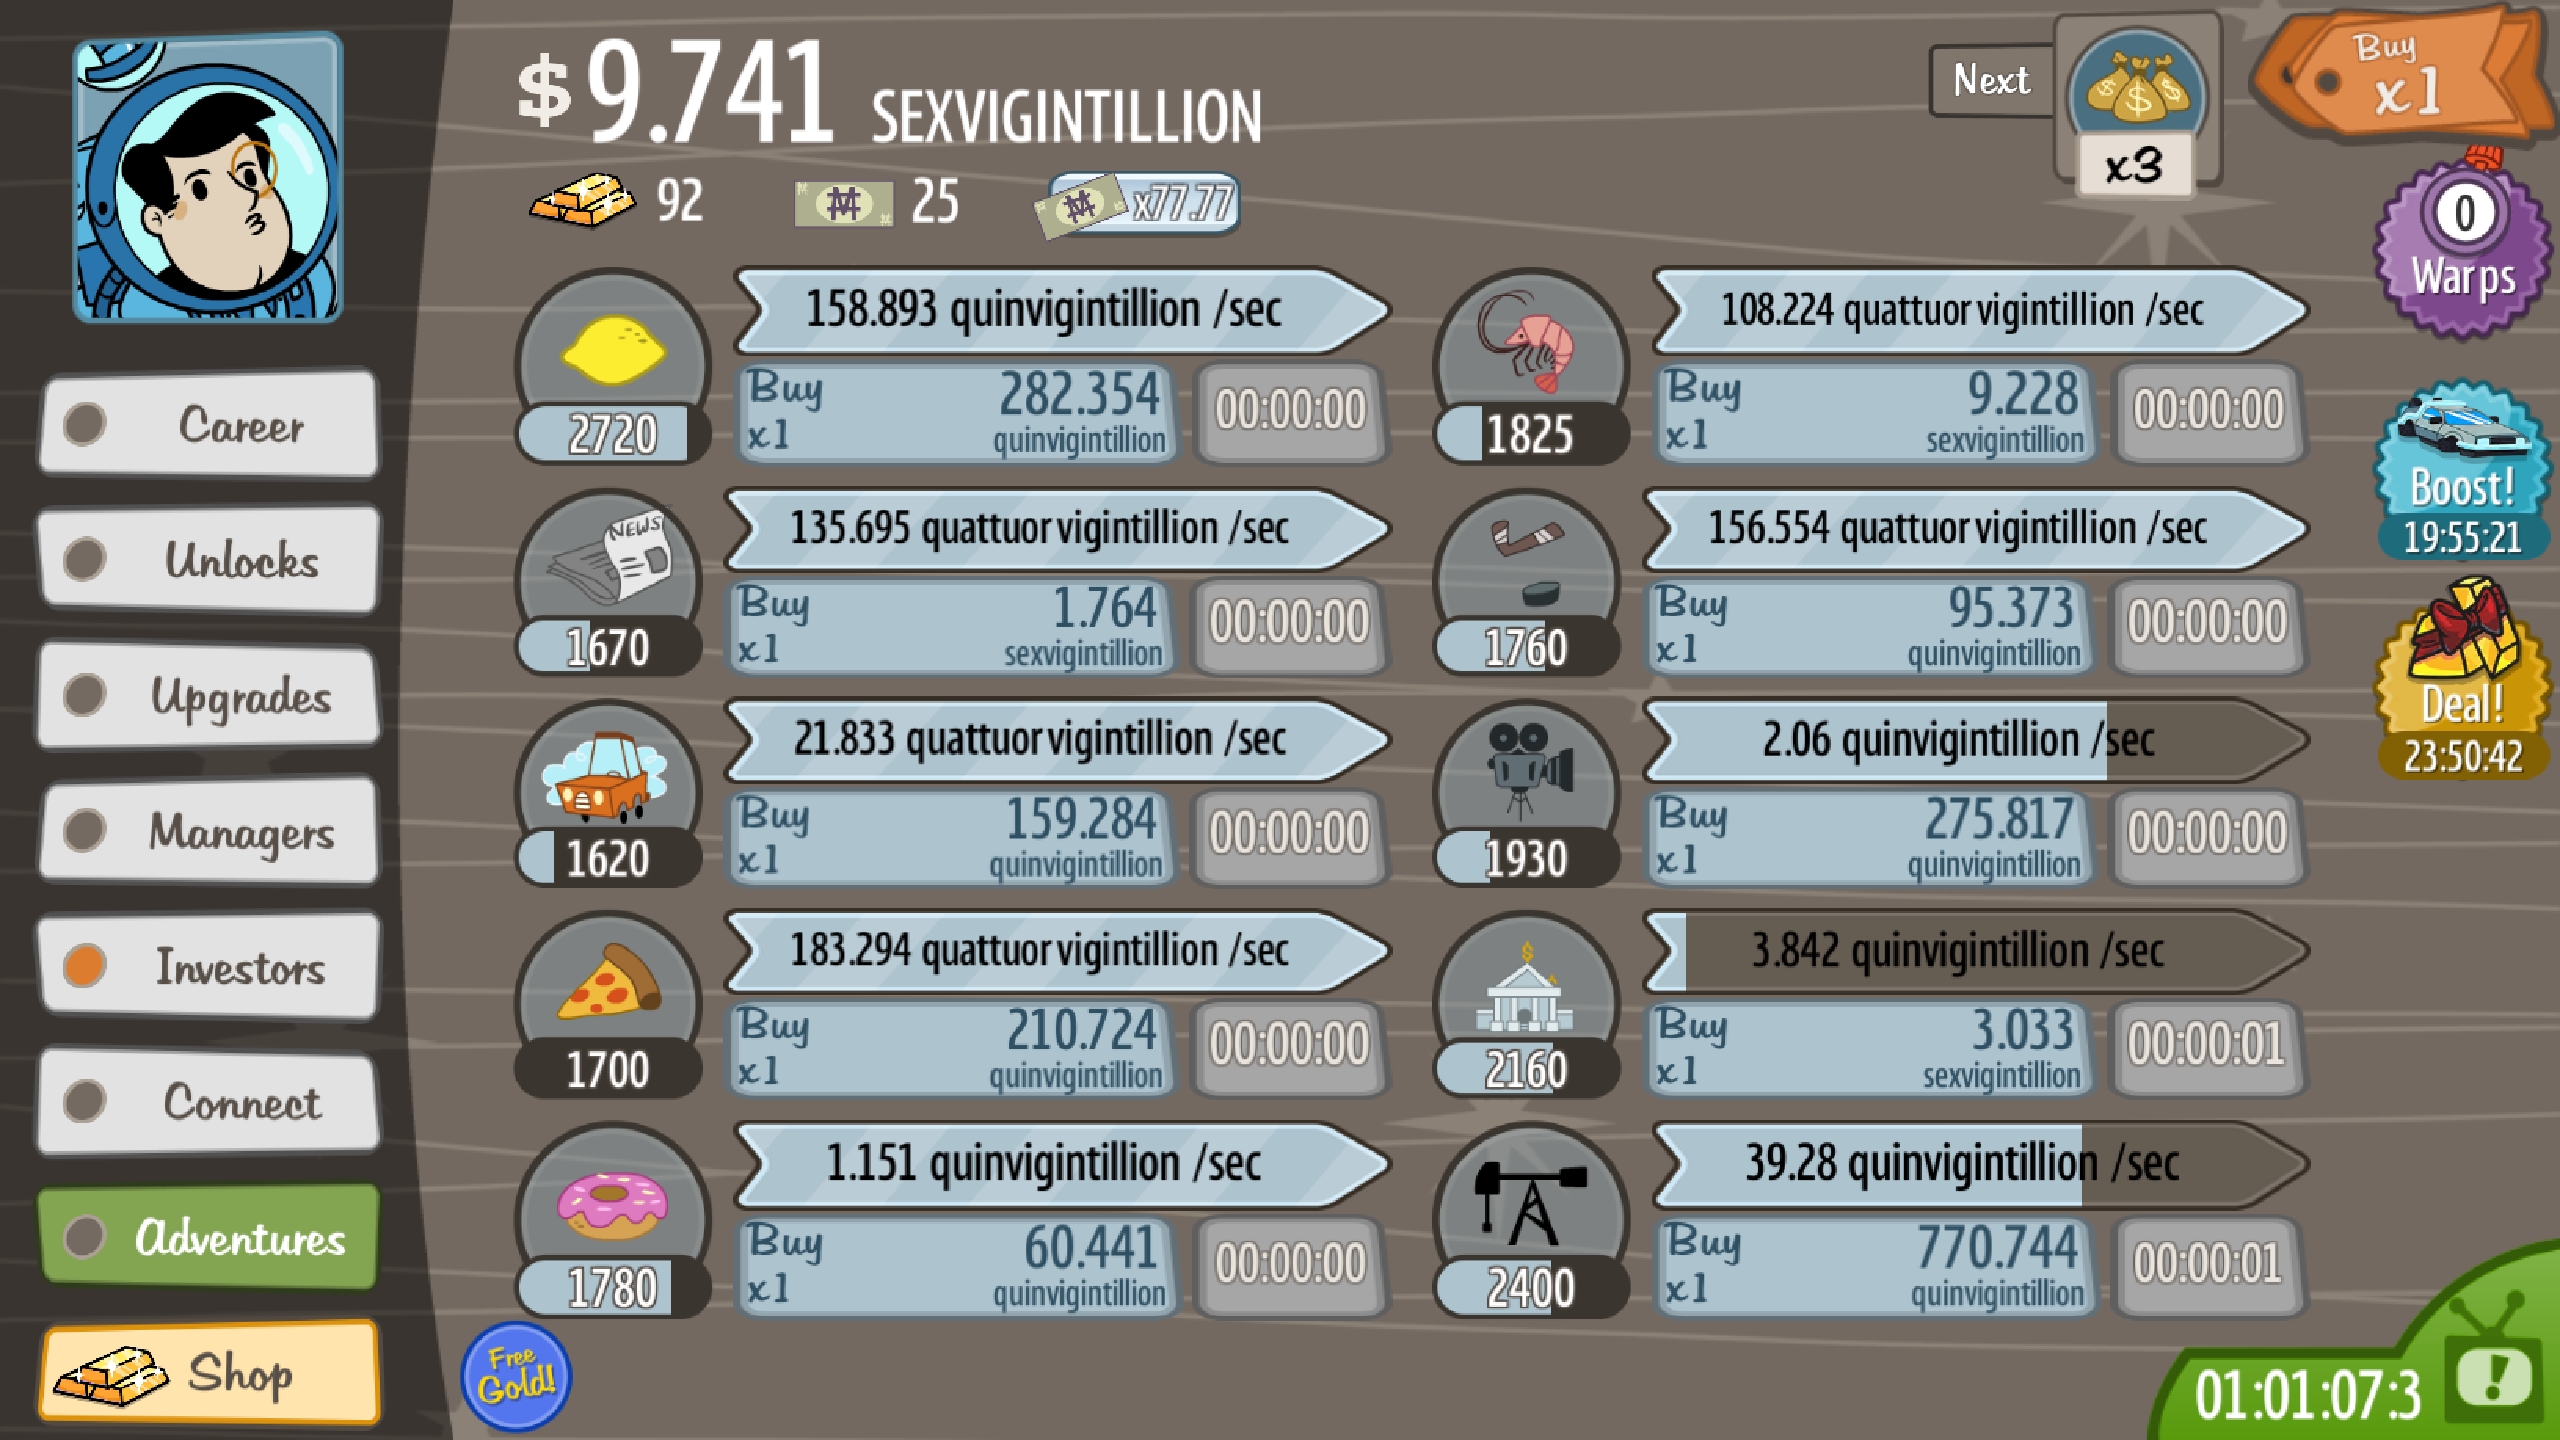 $9.741 SEXVIGINTILLION
Next
x3
Buy
x1
92
25
x77.77
0
Warps
Boost!
19:55:21
Deal!
23:50:42
Career
Unlocks
Upgrades
Managers
Investors
Connect
Adventures
Shop
158.893 quinvigintillion /sec
2720
Buy
x1
282.354
quinvigintillion
00:00:00
NEWS
135.695 quattuorvigintillion /sec
1670
Buy
x1
1.764
sexvigintillion
00:00:00
21.833 quattuorvigintillion /sec
1620
Buy
x1
159.284
quinvigintillion
00:00:00
183.294 quattuorvigintillion /sec
1700
Buy
x1
210.724
quinvigintillion
00:00:00
1.151 quinvigintillion /sec
1780
Buy
x1
60.441
quinvigintillion
00:00:00
108.224 quattuorvigintillion /sec
1825
Buy
x1
9.228
sexvigintillion
00:00:00
156.554 quattuorvigintillion /sec
1760
Buy
x1
95.373
quinvigintillion
00:00:00
2.06 quinvigintillion /sec
1930
Buy
x1
275.817
quinvigintillion
00:00:00
3.842 quinvigintillion /sec
2160
Buy
x1
3.033
sexvigintillion
00:00:01
39.28 quinvigintillion /sec
2400
Buy
x1
770.744
quinvigintillion
00:00:01
Free
Gold!
01:01:07:3